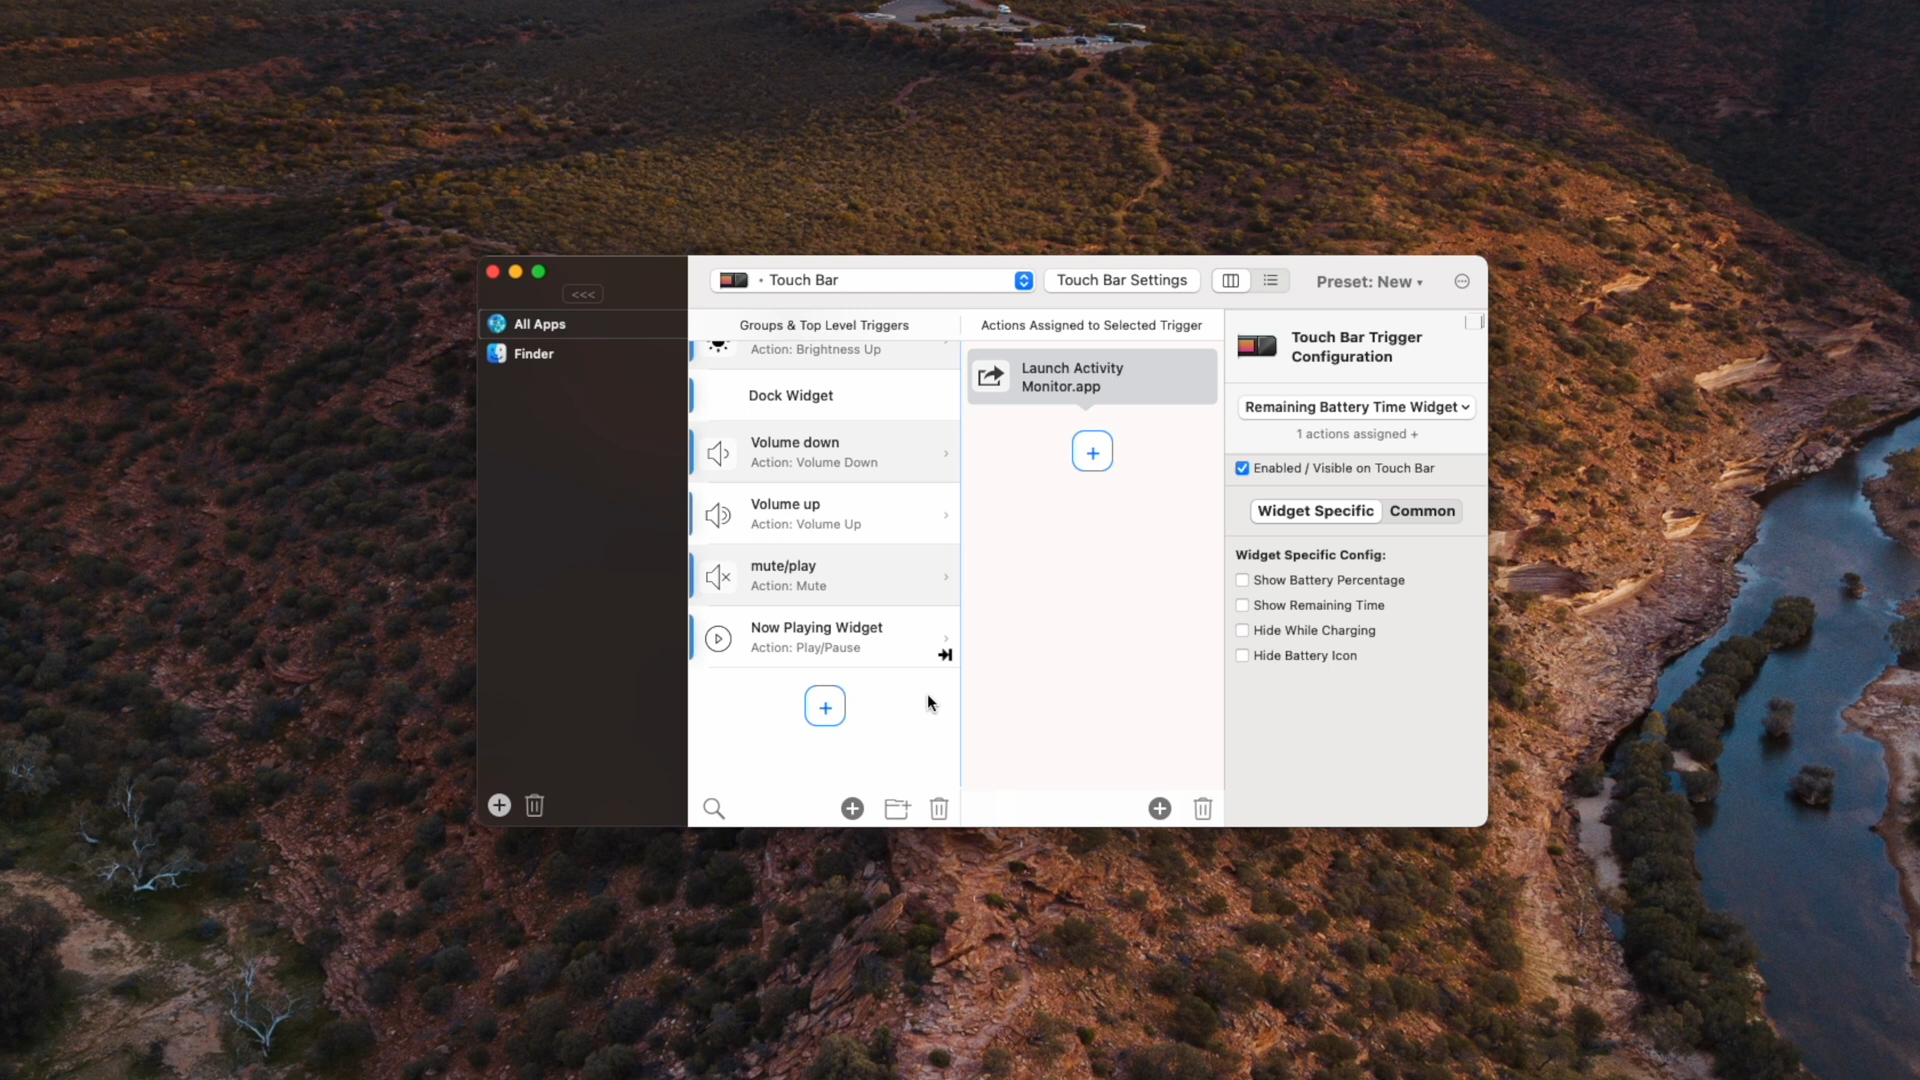 <<<
• Touch Bar
Touch Bar Settings
Preset: New
All Apps
Finder
Groups & Top Level Triggers
Action: Brightness Up
Dock Widget
Volume down
Action: Volume Down
Volume up
Action: Volume Up
mute/play
Action: Mute
Now Playing Widget
Action: Play/Pause
Actions Assigned to Selected Trigger
Launch Activity
Monitor.app
Touch Bar Trigger
Configuration
Remaining Battery Time Widget
1 actions assigned +
Enabled / Visible on Touch Bar
Widget Specific
Common
Widget Specific Config:
Show Battery Percentage
Show Remaining Time
Hide While Charging
Hide Battery Icon